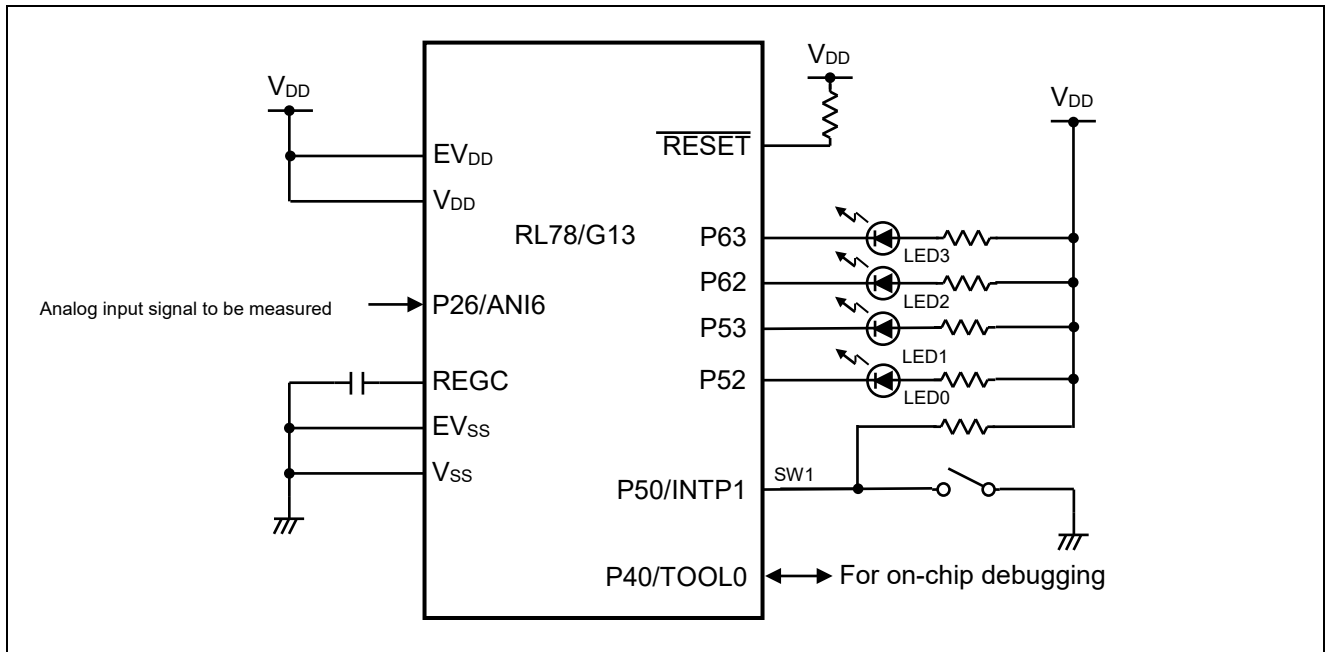 VDD
VDD
VDD
EVDD
VDD
RL78/G13
RESET
P63
LED3
P62
LED2
Analog input signal to be measured
P26/ANI6
P53
LED1
REGC
P52
LED0
EVSS
VSS
P50/INTP1
SW1
P40/TOOL0
For on-chip debugging